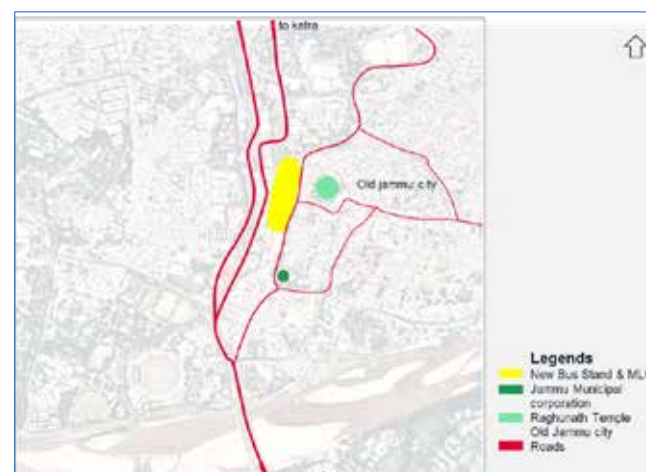 to katra
Old jammu city
Legends
New Bus Stand & ML
Jammu Municipal
corporation
Raghunath Temple
Old Jammu city
Roads